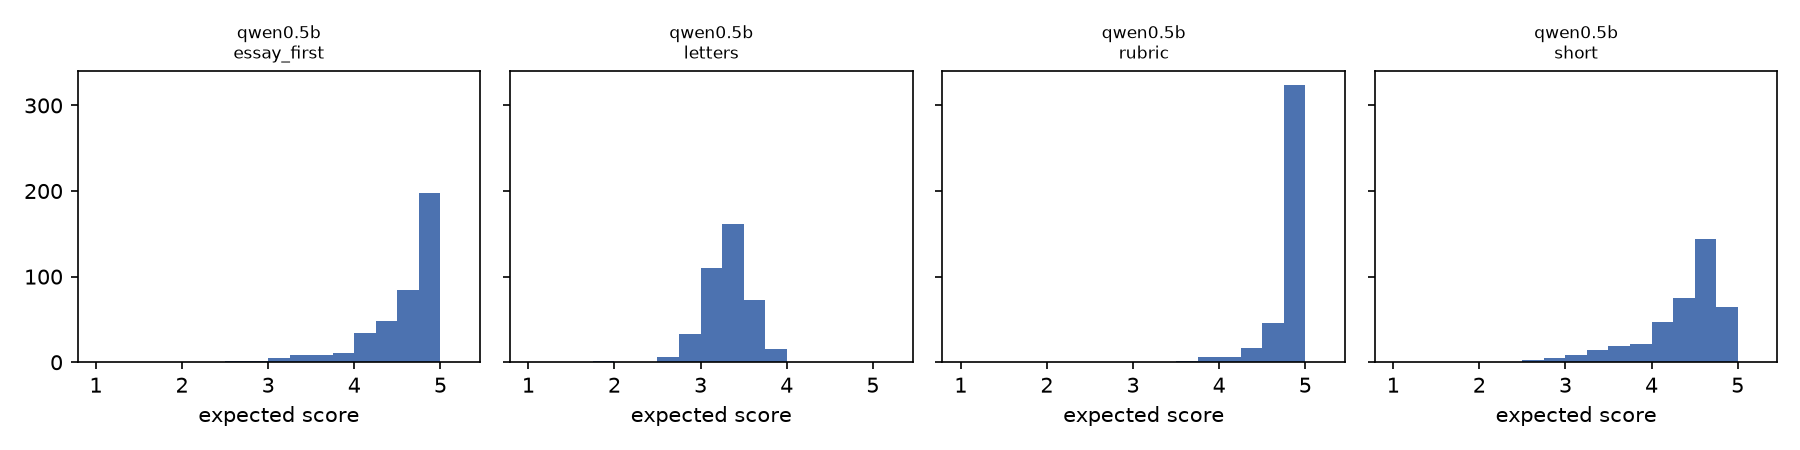 qwen0.5b
essay_first
qwen0.5b
letters
qwen0.5b
rubric
qwen0.5b
short
300
200
100
0
1 2 3 4 5
1 2 3 4 5
1 2 3 4 5
1 2 3 4 5
expected score
expected score
expected score
expected score